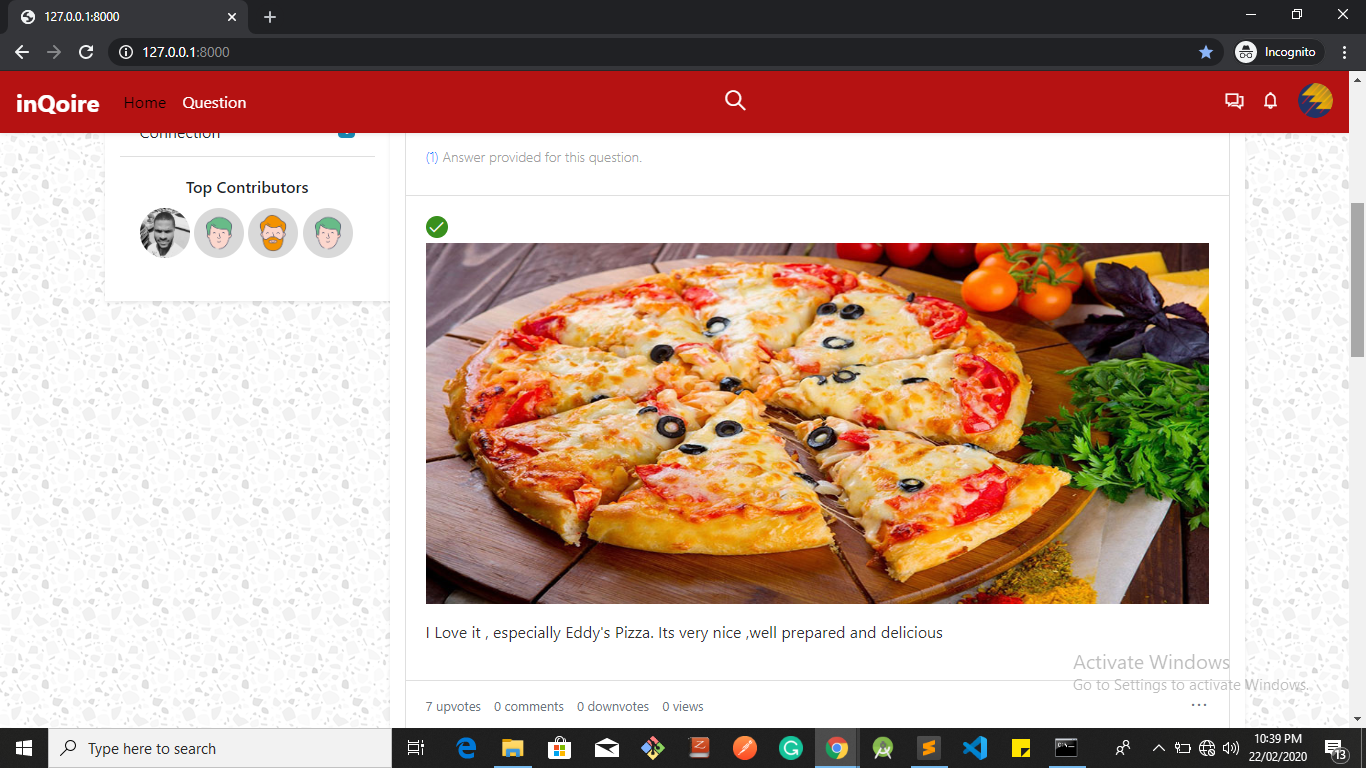 127.0.0.1:8000
127.0.0.1:8000
Incognito
inQoire Home Question
Connection
Top Contributors
(1) Answer provided for this question.
I Love it , especially Eddy's Pizza. Its very nice ,well prepared and delicious
7 upvotes 0 comments 0 downvotes 0 views
Activate Windows
Go to Settings to activate Windows.
Type here to search
10:39 PM
22/02/2020
13